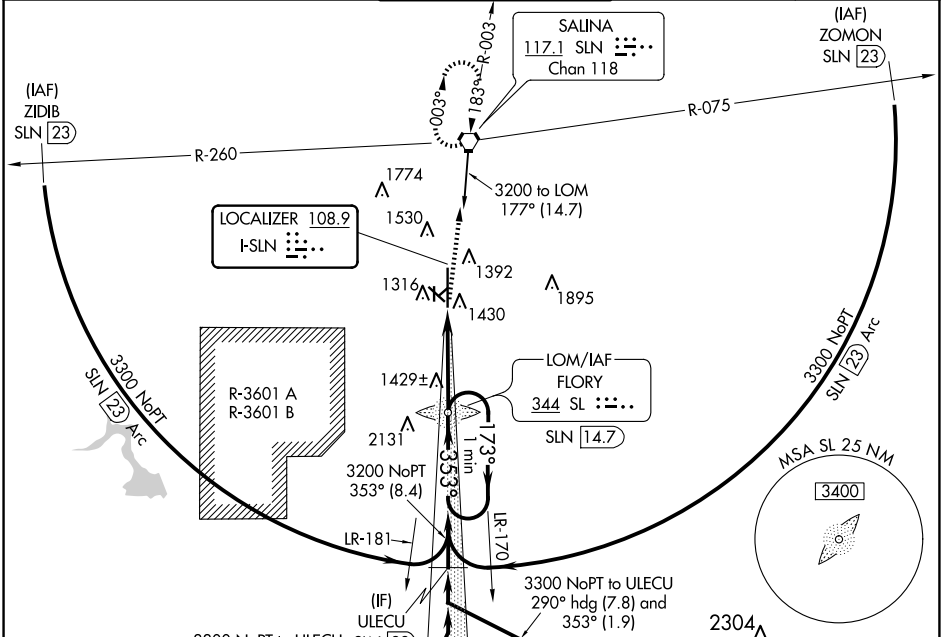 SALINA
117.1 SLN
Chan 118
(IAF)
ZOMON
SLN 23
R-003
003°
183°
(IAF)
ZIDIB
SLN 23
R-075
R-260
1774
3200 to LOM
177° (14.7)
1530
LOCALIZER 108.9
I-SLN
1392
1316
1895
1430
3300 NoPT
SLN 23 Arc
3300 NoPT
SLN 23 Arc
R-3601 A
R-3601 B
1429±
LOM/IAF
FLORY
344 SL
SLN 14.7
2131
173°
1 min
353°
3200 NoPT
353° (8.4)
MSA SL 25 NM
3400
LR-181
LR-170
(IF)
ULECU
3300 NoPT to ULECU
290° hdg (7.8) and
353° (1.9)
2304